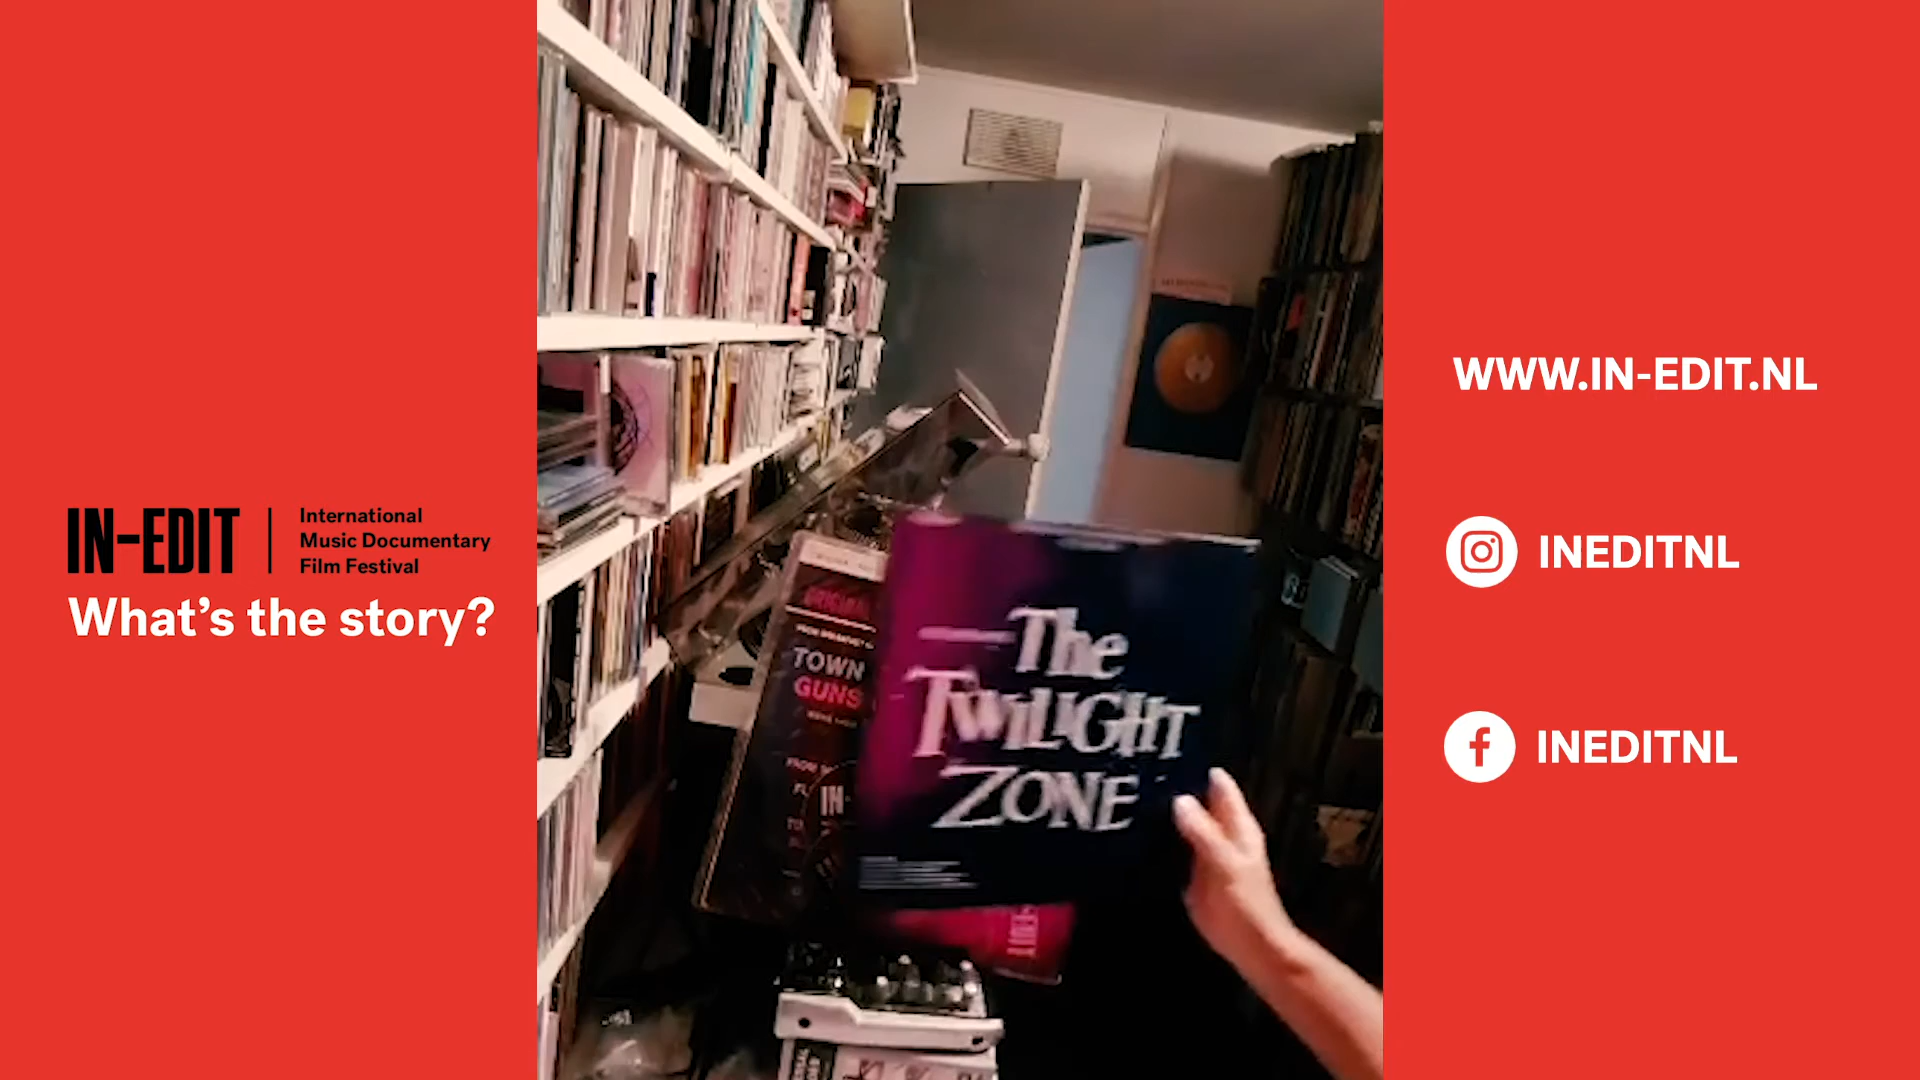 IN-EDIT
International
Music Documentary
Film Festival
What's the story?
TOWN
GUNS
IN-
The
TWILIGHT
ZONE
WWW.IN-EDIT.NL
INEDITNL
INEDITNL